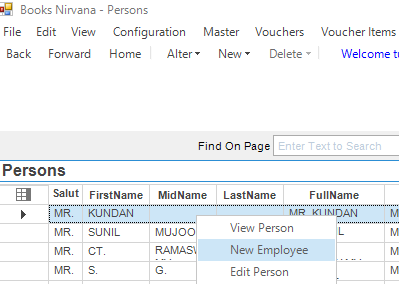 Books Nirvana - Persons
File Edit View Configuration Master Vouchers Voucher Items
Back Forward Home Alter New Delete Welcome
Find On Page Enter Text to Search
Persons
Salut FirstName MidName LastName FullName
MR. KUNDAN MR. KUNDAN
MR. SUNIL MUJOO
MR. CT. RAMASW
MR. S. G.
View Person
New Employee
Edit Person